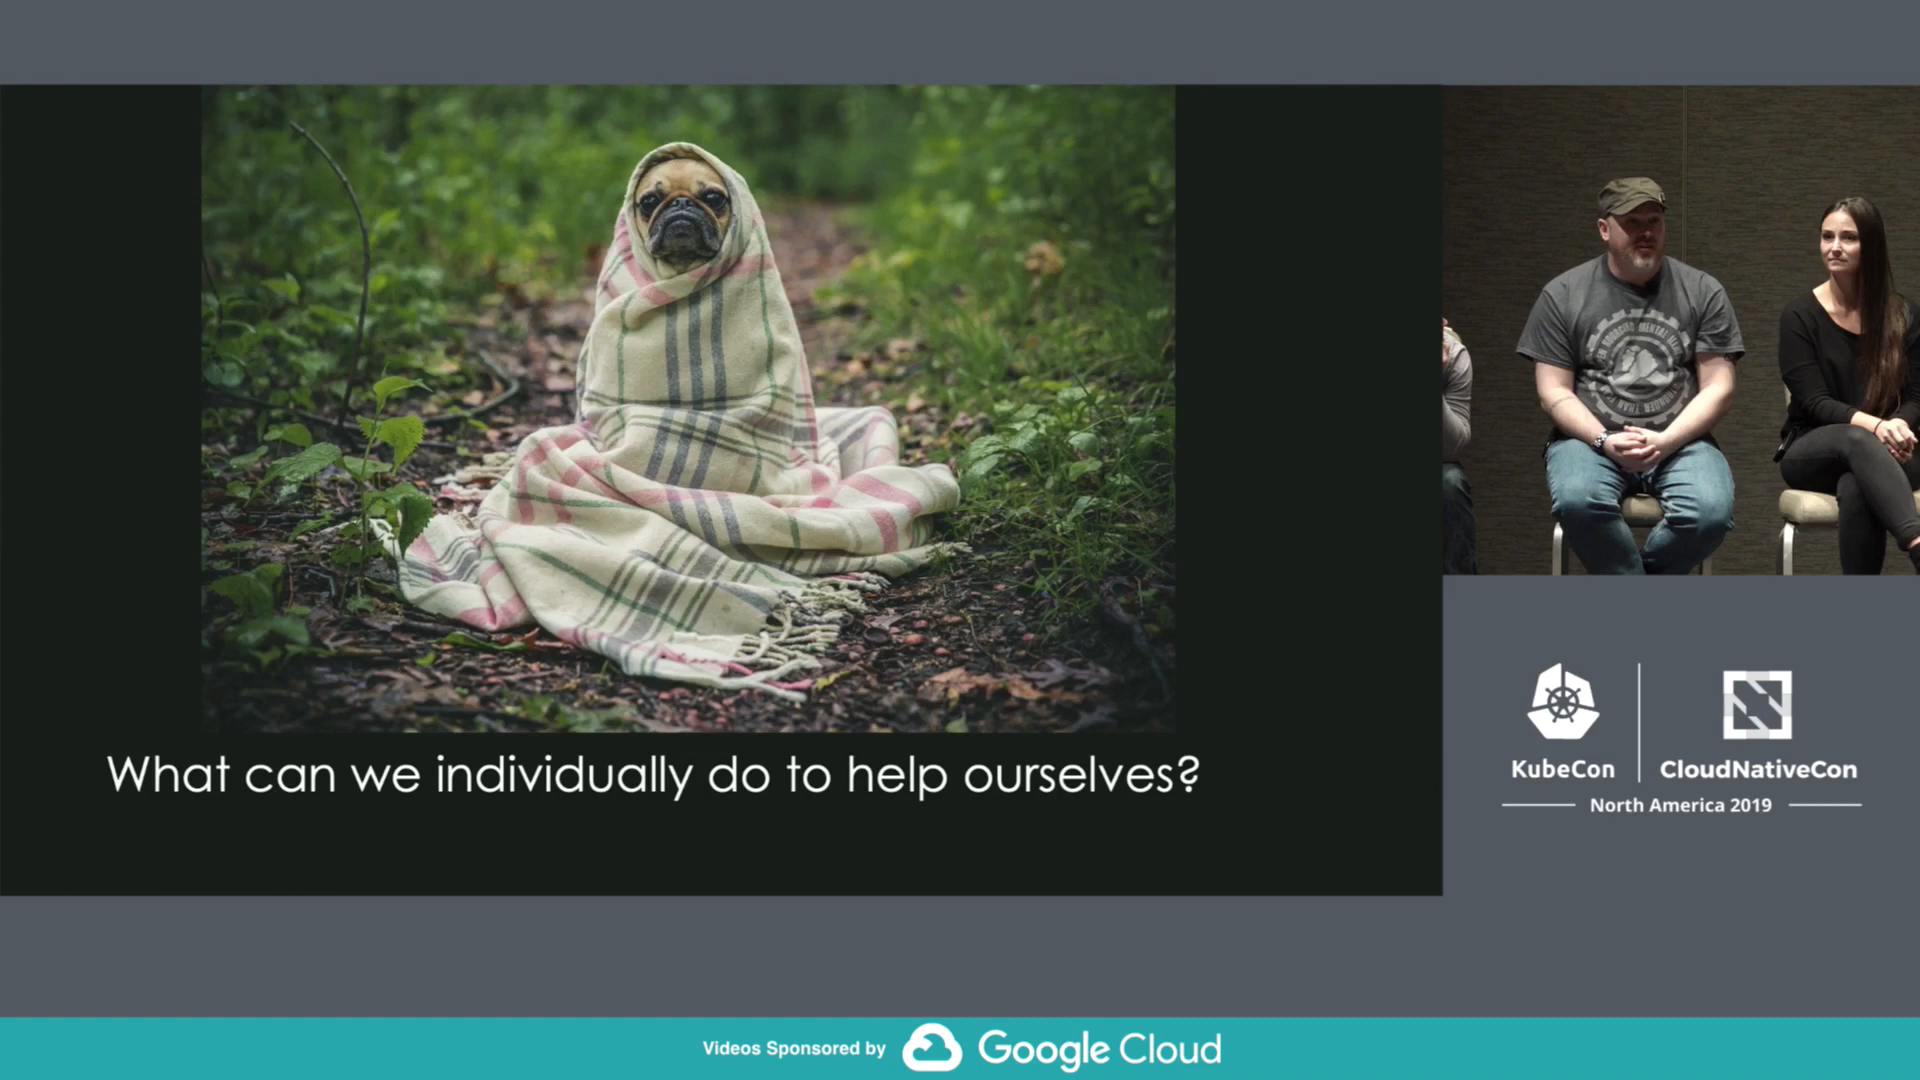 What can we individually do to help ourselves?
KubeCon
CloudNativeCon
North America 2019
Videos Sponsored by
Google Cloud